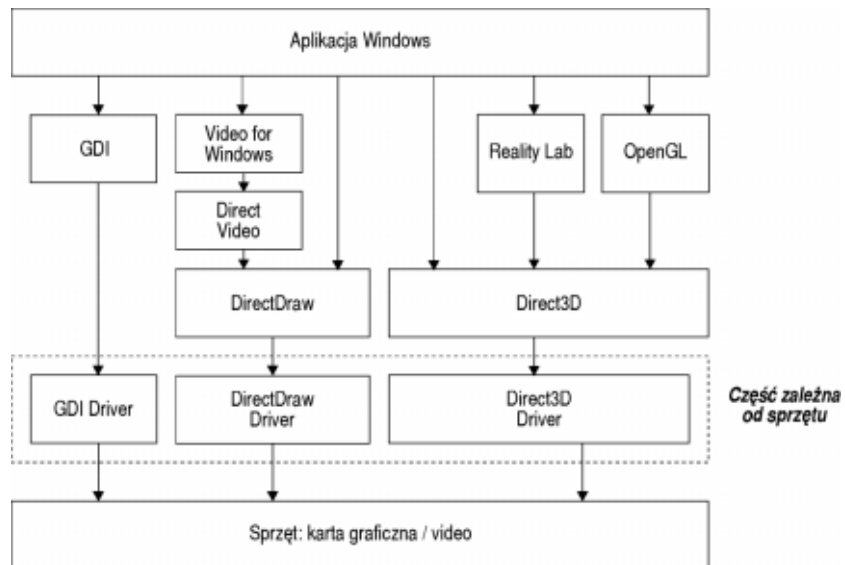 Aplikacja Windows
GDI
Video for
Windows
Reality Lab
OpenGL
Direct
Video
DirectDraw
Direct3D
GDI Driver
DirectDraw
Driver
Direct3D
Driver
Część zależna
od sprzętu
Sprzęt: karta graficzna / video